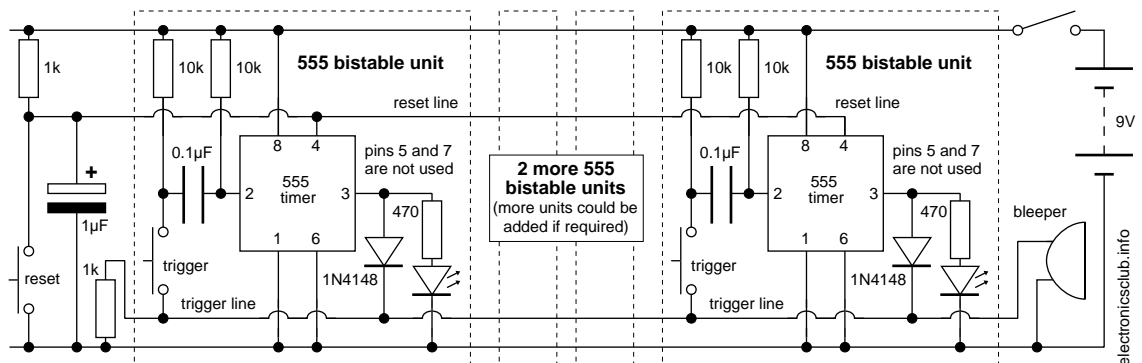 1k
10k
10k
555 bistable unit
reset line
0.1µF
8
4
2
555
timer
3
1
6
pins 5 and 7
are not used
470
1N4148
trigger
trigger line
+
1µF
reset
1k
2 more 555
bistable units
(more units could be
added if required)
10k
10k
555 bistable unit
reset line
0.1µF
8
4
2
555
timer
3
1
6
pins 5 and 7
are not used
470
1N4148
trigger
trigger line
9V
bleeper
electronicsclub.info